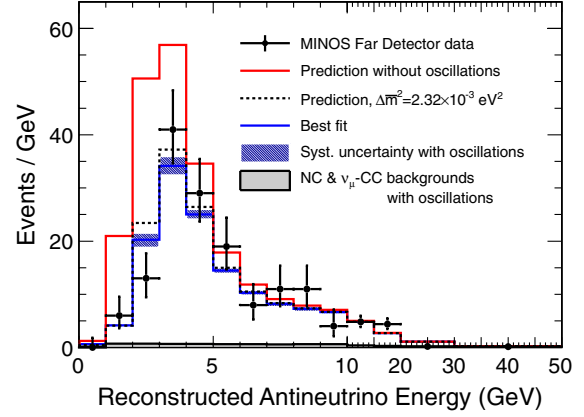 MINOS Far Detector data
Prediction without oscillations
Prediction, Δm̅²=2.32×10⁻³ eV²
Best fit
Syst. uncertainty with oscillations
NC & νμ-CC backgrounds
with oscillations
Events / GeV
60
40
20
0
0 5 10 20 30 40 50
Reconstructed Antineutrino Energy (GeV)